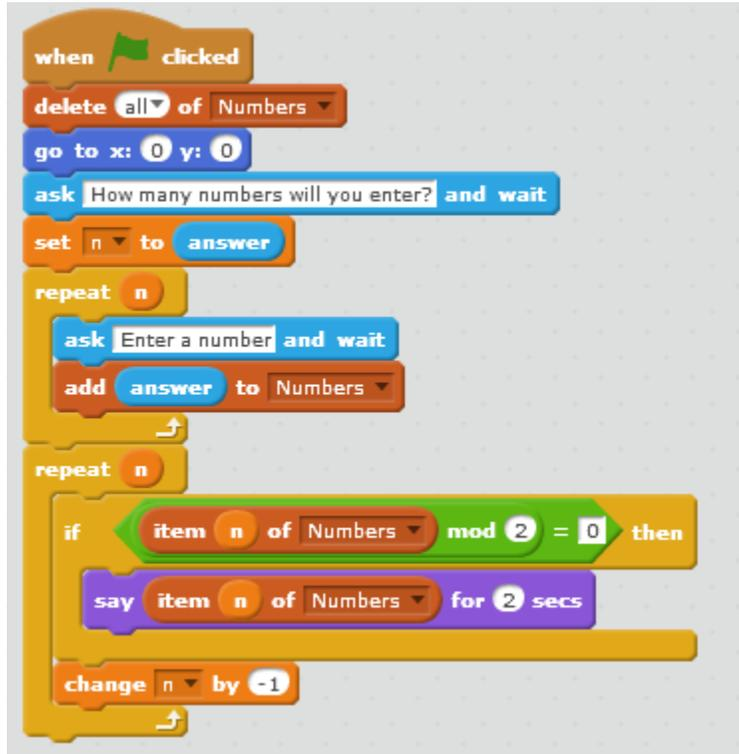 when clicked
delete all of Numbers
go to x: 0 y: 0
ask How many numbers will you enter? and wait
set n to answer
repeat n
ask Enter a number and wait
add answer to Numbers
repeat n
if item n of Numbers mod 2 = 0 then
say item n of Numbers for 2 secs
change n by -1